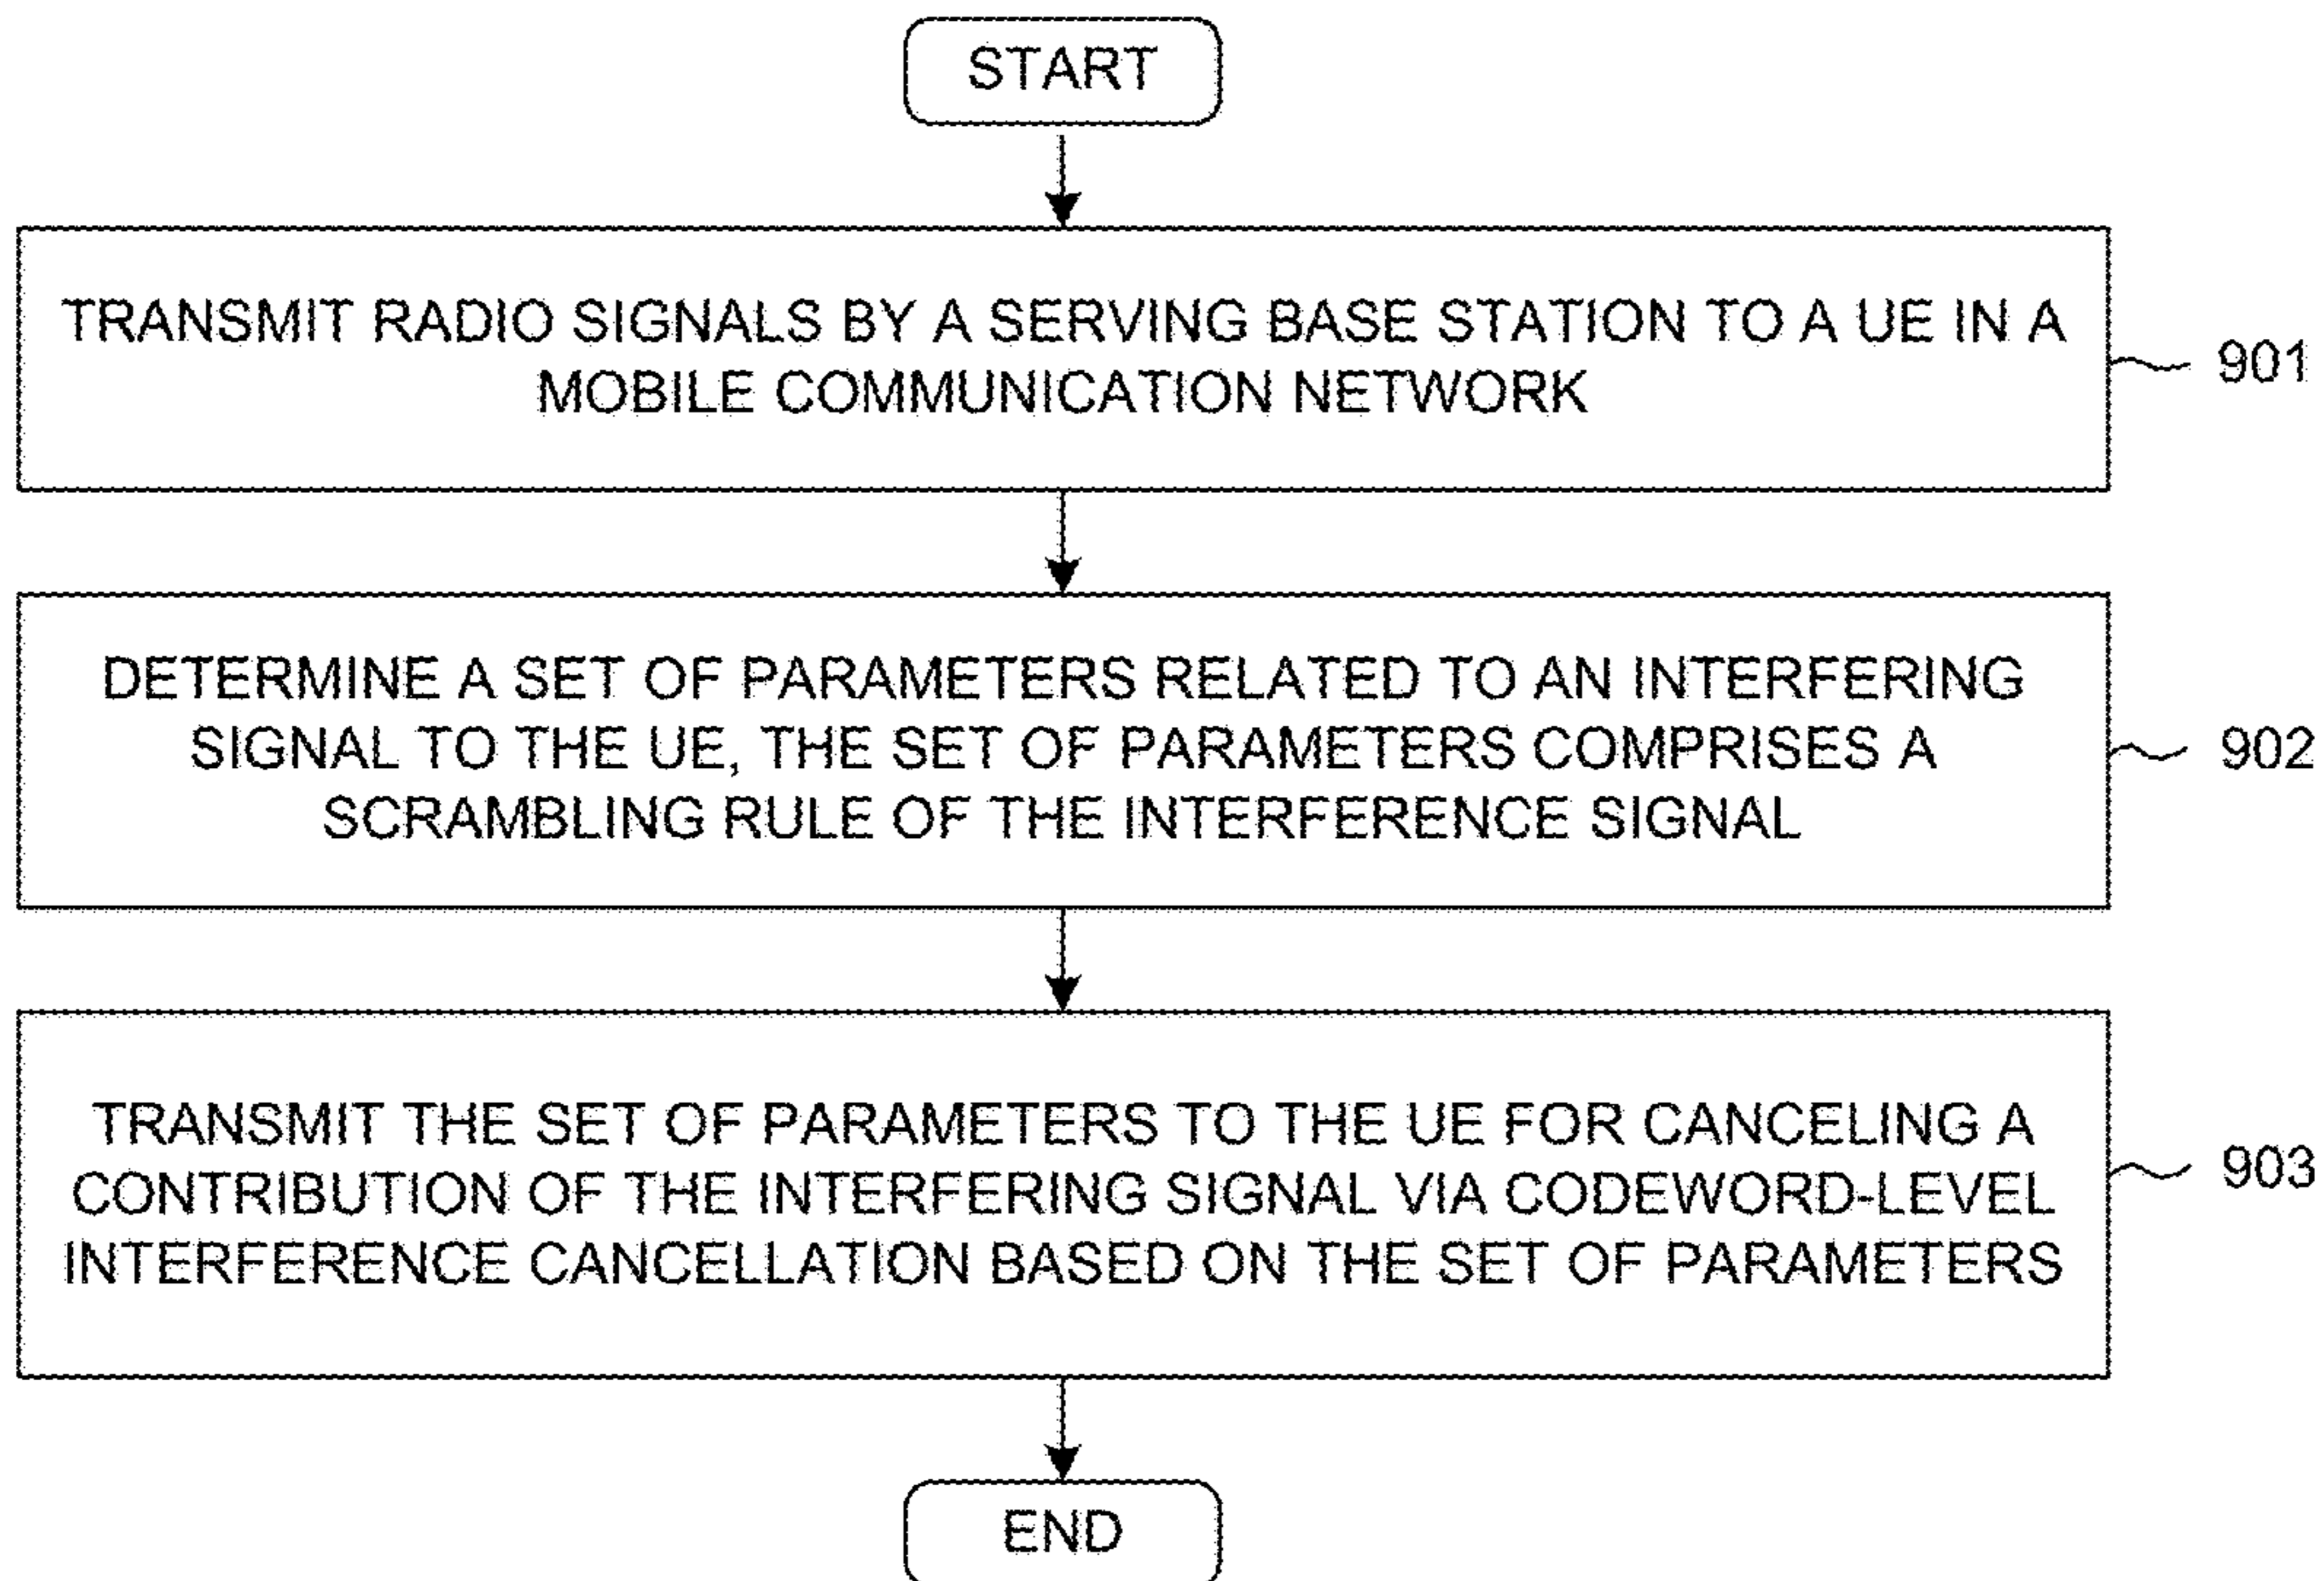 START
TRANSMIT RADIO SIGNALS BY A SERVING BASE STATION TO A UE IN A
MOBILE COMMUNICATION NETWORK
901
DETERMINE A SET OF PARAMETERS RELATED TO AN INTERFERING
SIGNAL TO THE UE, THE SET OF PARAMETERS COMPRISES A
SCRAMBLING RULE OF THE INTERFERENCE SIGNAL
902
TRANSMIT THE SET OF PARAMETERS TO THE UE FOR CANCELING A
CONTRIBUTION OF THE INTERFERING SIGNAL VIA CODEWORD-LEVEL
INTERFERENCE CANCELLATION BASED ON THE SET OF PARAMETERS
903
END